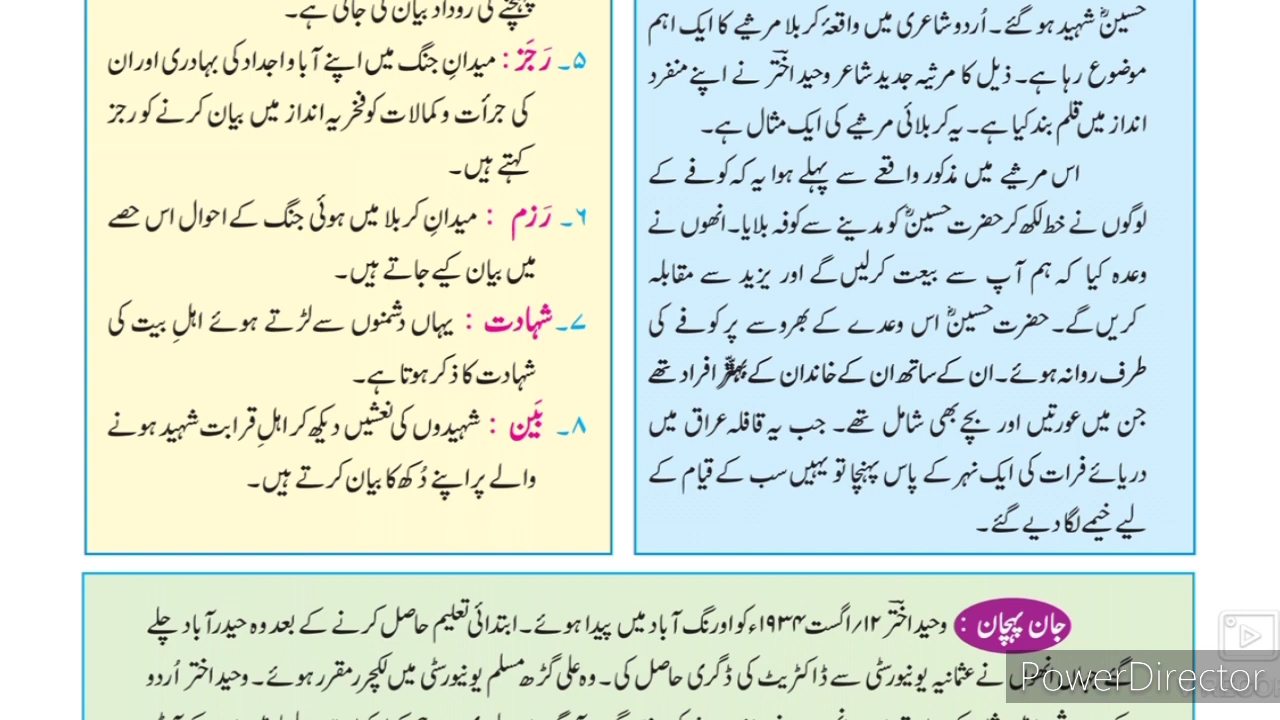 حسینؓ شہید ہو گئے۔ اُردو شاعری میں واقعۂ کربلا مرثیے کا ایک اہم
موضوع رہا ہے۔ ذیل کا مرثیہ جدید شاعر وحید اختؔر نے اپنے منفرد
انداز میں قلم بند کیا ہے۔ یہ کربلائی مرثیے کی ایک مثال ہے۔
اس مرثیے میں مذکور واقعے سے پہلے ہوا یہ کہ کوفے کے
لوگوں نے خط لکھ کر حضرت حسینؓ کو مدینے سے کوفہ بلایا۔ انھوں نے
وعدہ کیا کہ ہم آپ سے بیعت کرلیں گے اور یزید سے مقابلہ
کریں گے۔ حضرت حسینؓ اس وعدے کے بھروسے پر کوفے کی
طرف روانہ ہوئے۔ ان کے ساتھ ان کے خاندان کے بہتّر افراد تھے
جن میں عورتیں اور بچے بھی شامل تھے۔ جب یہ قافلہ عراق میں
دریائے فرات کی ایک نہر کے پاس پہنچا تو یہیں سب کے قیام کے
لیے خیمے لگا دیے گئے۔
پہنچنے کی روداد بیان کی جاتی ہے۔
۵۔ رَجَز : میدانِ جنگ میں اپنے آبا و اجداد کی بہادری اور ان
کی جرأت و کمالات کو فخریہ انداز میں بیان کرنے کو رجز
کہتے ہیں۔
۶۔ رَزم : میدانِ کربلا میں ہوئی جنگ کے احوال اس حصے
میں بیان کیے جاتے ہیں۔
۷۔ شہادت : یہاں دشمنوں سے لڑتے ہوئے اہلِ بیت کی
شہادت کا ذکر ہوتا ہے۔
۸۔ بَین : شہیدوں کی نعشیں دیکھ کر اہلِ قرابت شہید ہونے
والے پر اپنے دُکھ کا بیان کرتے ہیں۔
جان پہچان : وحید اختؔر ۱۲؍ اگست ۱۹۳۴ء کو اورنگ آباد میں پیدا ہوئے۔ ابتدائی تعلیم حاصل کرنے کے بعد وہ حیدرآباد چلے
گئے جہاں انھوں نے عثمانیہ یونیورسٹی سے ڈاکٹریٹ کی ڈگری حاصل کی۔ وہ علی گڑھ مسلم یونیورسٹی میں لکچرر مقرر ہوئے۔ وحید اختر اُردو
PowerDirector